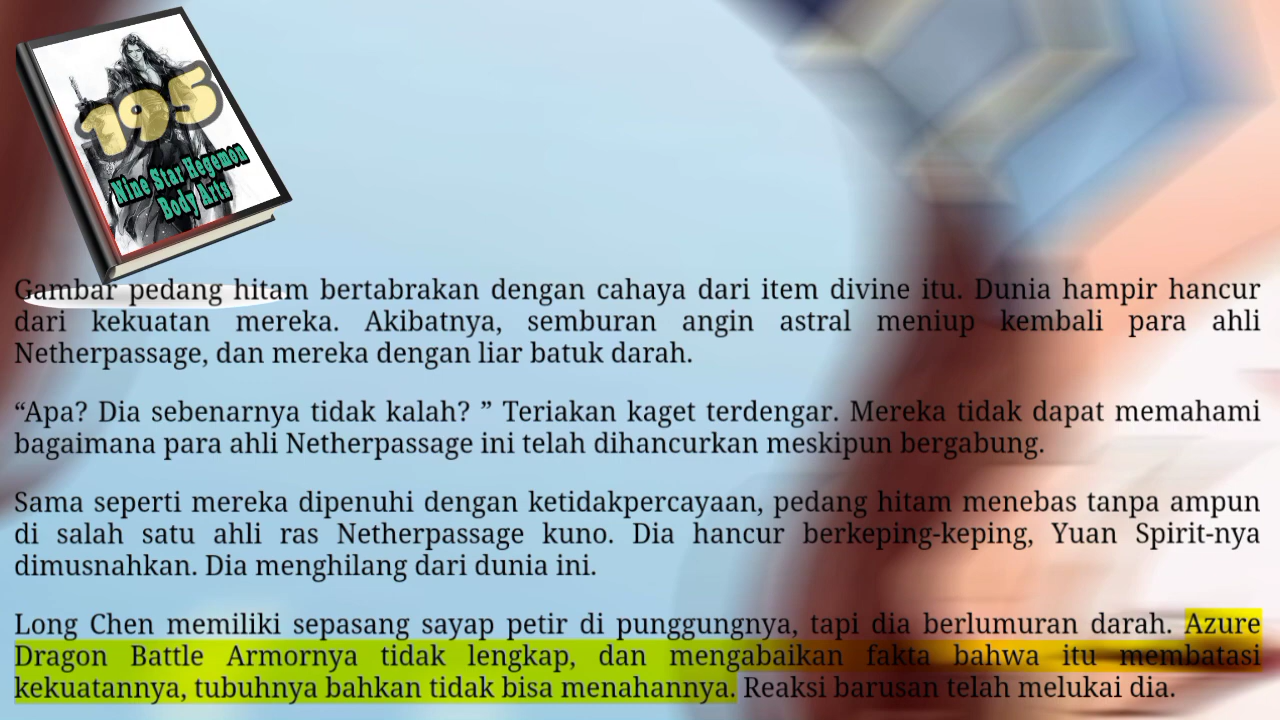 195
Nine Star Hegemon
Body Arts
Gambar pedang hitam bertabrakan dengan cahaya dari item divine itu. Dunia hampir hancur
dari kekuatan mereka. Akibatnya, semburan angin astral meniup kembali para ahli
Netherpassage, dan mereka dengan liar batuk darah.
“Apa? Dia sebenarnya tidak kalah? ” Teriakan kaget terdengar. Mereka tidak dapat memahami
bagaimana para ahli Netherpassage ini telah dihancurkan meskipun bergabung.
Sama seperti mereka dipenuhi dengan ketidakpercayaan, pedang hitam menebas tanpa ampun
di salah satu ahli ras Netherpassage kuno. Dia hancur berkeping-keping, Yuan Spirit-nya
dimusnahkan. Dia menghilang dari dunia ini.
Long Chen memiliki sepasang sayap petir di punggungnya, tapi dia berlumuran darah. Azure
Dragon Battle Armornya tidak lengkap, dan mengabaikan fakta bahwa itu membatasi
kekuatannya, tubuhnya bahkan tidak bisa menahannya. Reaksi barusan telah melukai dia.